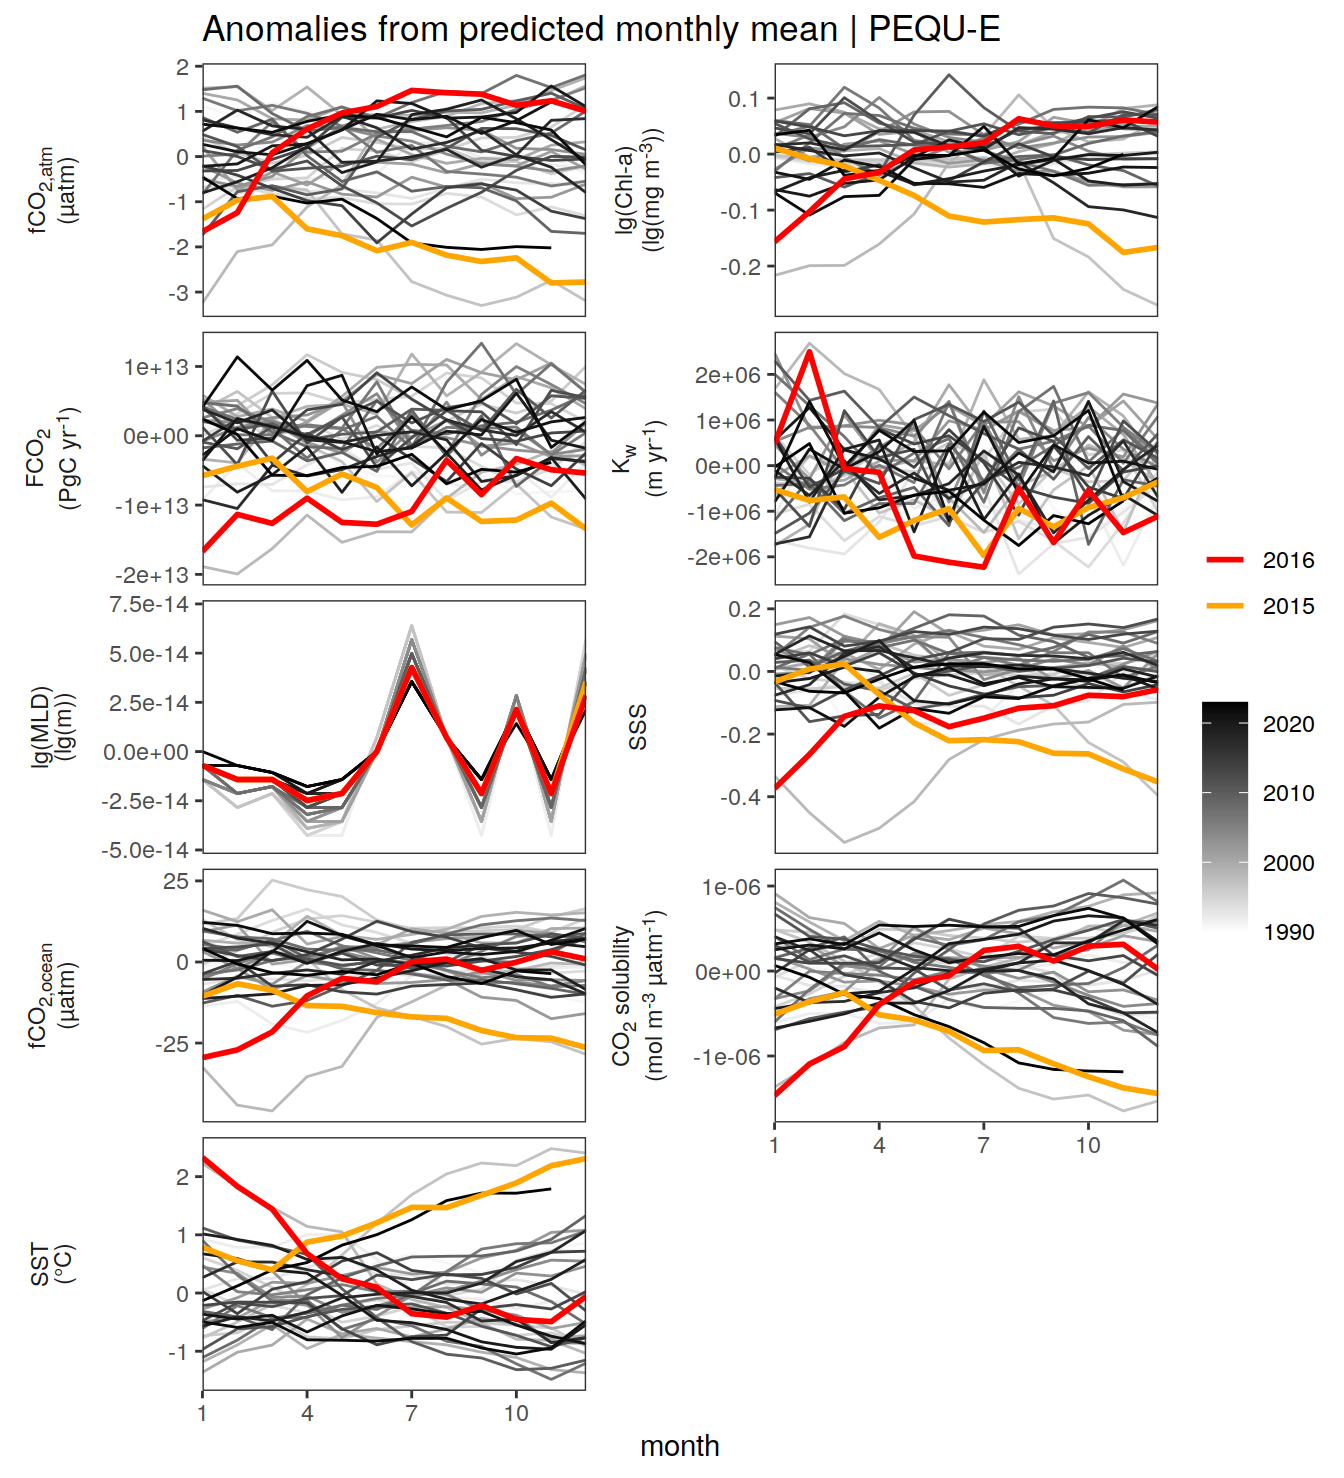 Anomalies from predicted monthly mean | PEQU-E
fCO2,atm
(µatm)
2
1
0
-1
-2
-3
lg(Chl-a)
(lg(mg m-3))
0.1
0.0
-0.1
-0.2
FCO2
(PgC yr-1)
1e+13
0e+00
-1e+13
-2e+13
Kw
(m yr-1)
2e+06
1e+06
0e+00
-1e+06
-2e+06
lg(MLD)
(lg(m))
7.5e-14
5.0e-14
2.5e-14
0.0e+00
-2.5e-14
-5.0e-14
SSS
0.2
0.0
-0.2
-0.4
fCO2,ocean
(µatm)
25
0
-25
CO2 solubility
(mol m-3 µatm-1)
1e-06
0e+00
-1e-06
1 4 7 10
SST
(°C)
2
1
0
-1
1 4 7 10
month
2016
2015
2020
2010
2000
1990